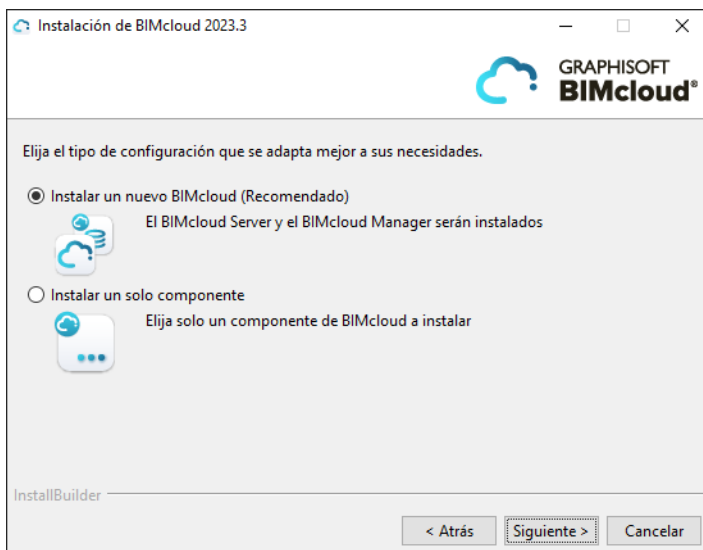 Instalación de BIMcloud 2023.3
GRAPHISOFT
BIMcloud®
Elija el tipo de configuración que se adapta mejor a sus necesidades.
Instalar un nuevo BIMcloud (Recomendado)
El BIMcloud Server y el BIMcloud Manager serán instalados
Instalar un solo componente
Elija solo un componente de BIMcloud a instalar
InstallBuilder
< Atrás
Siguiente >
Cancelar